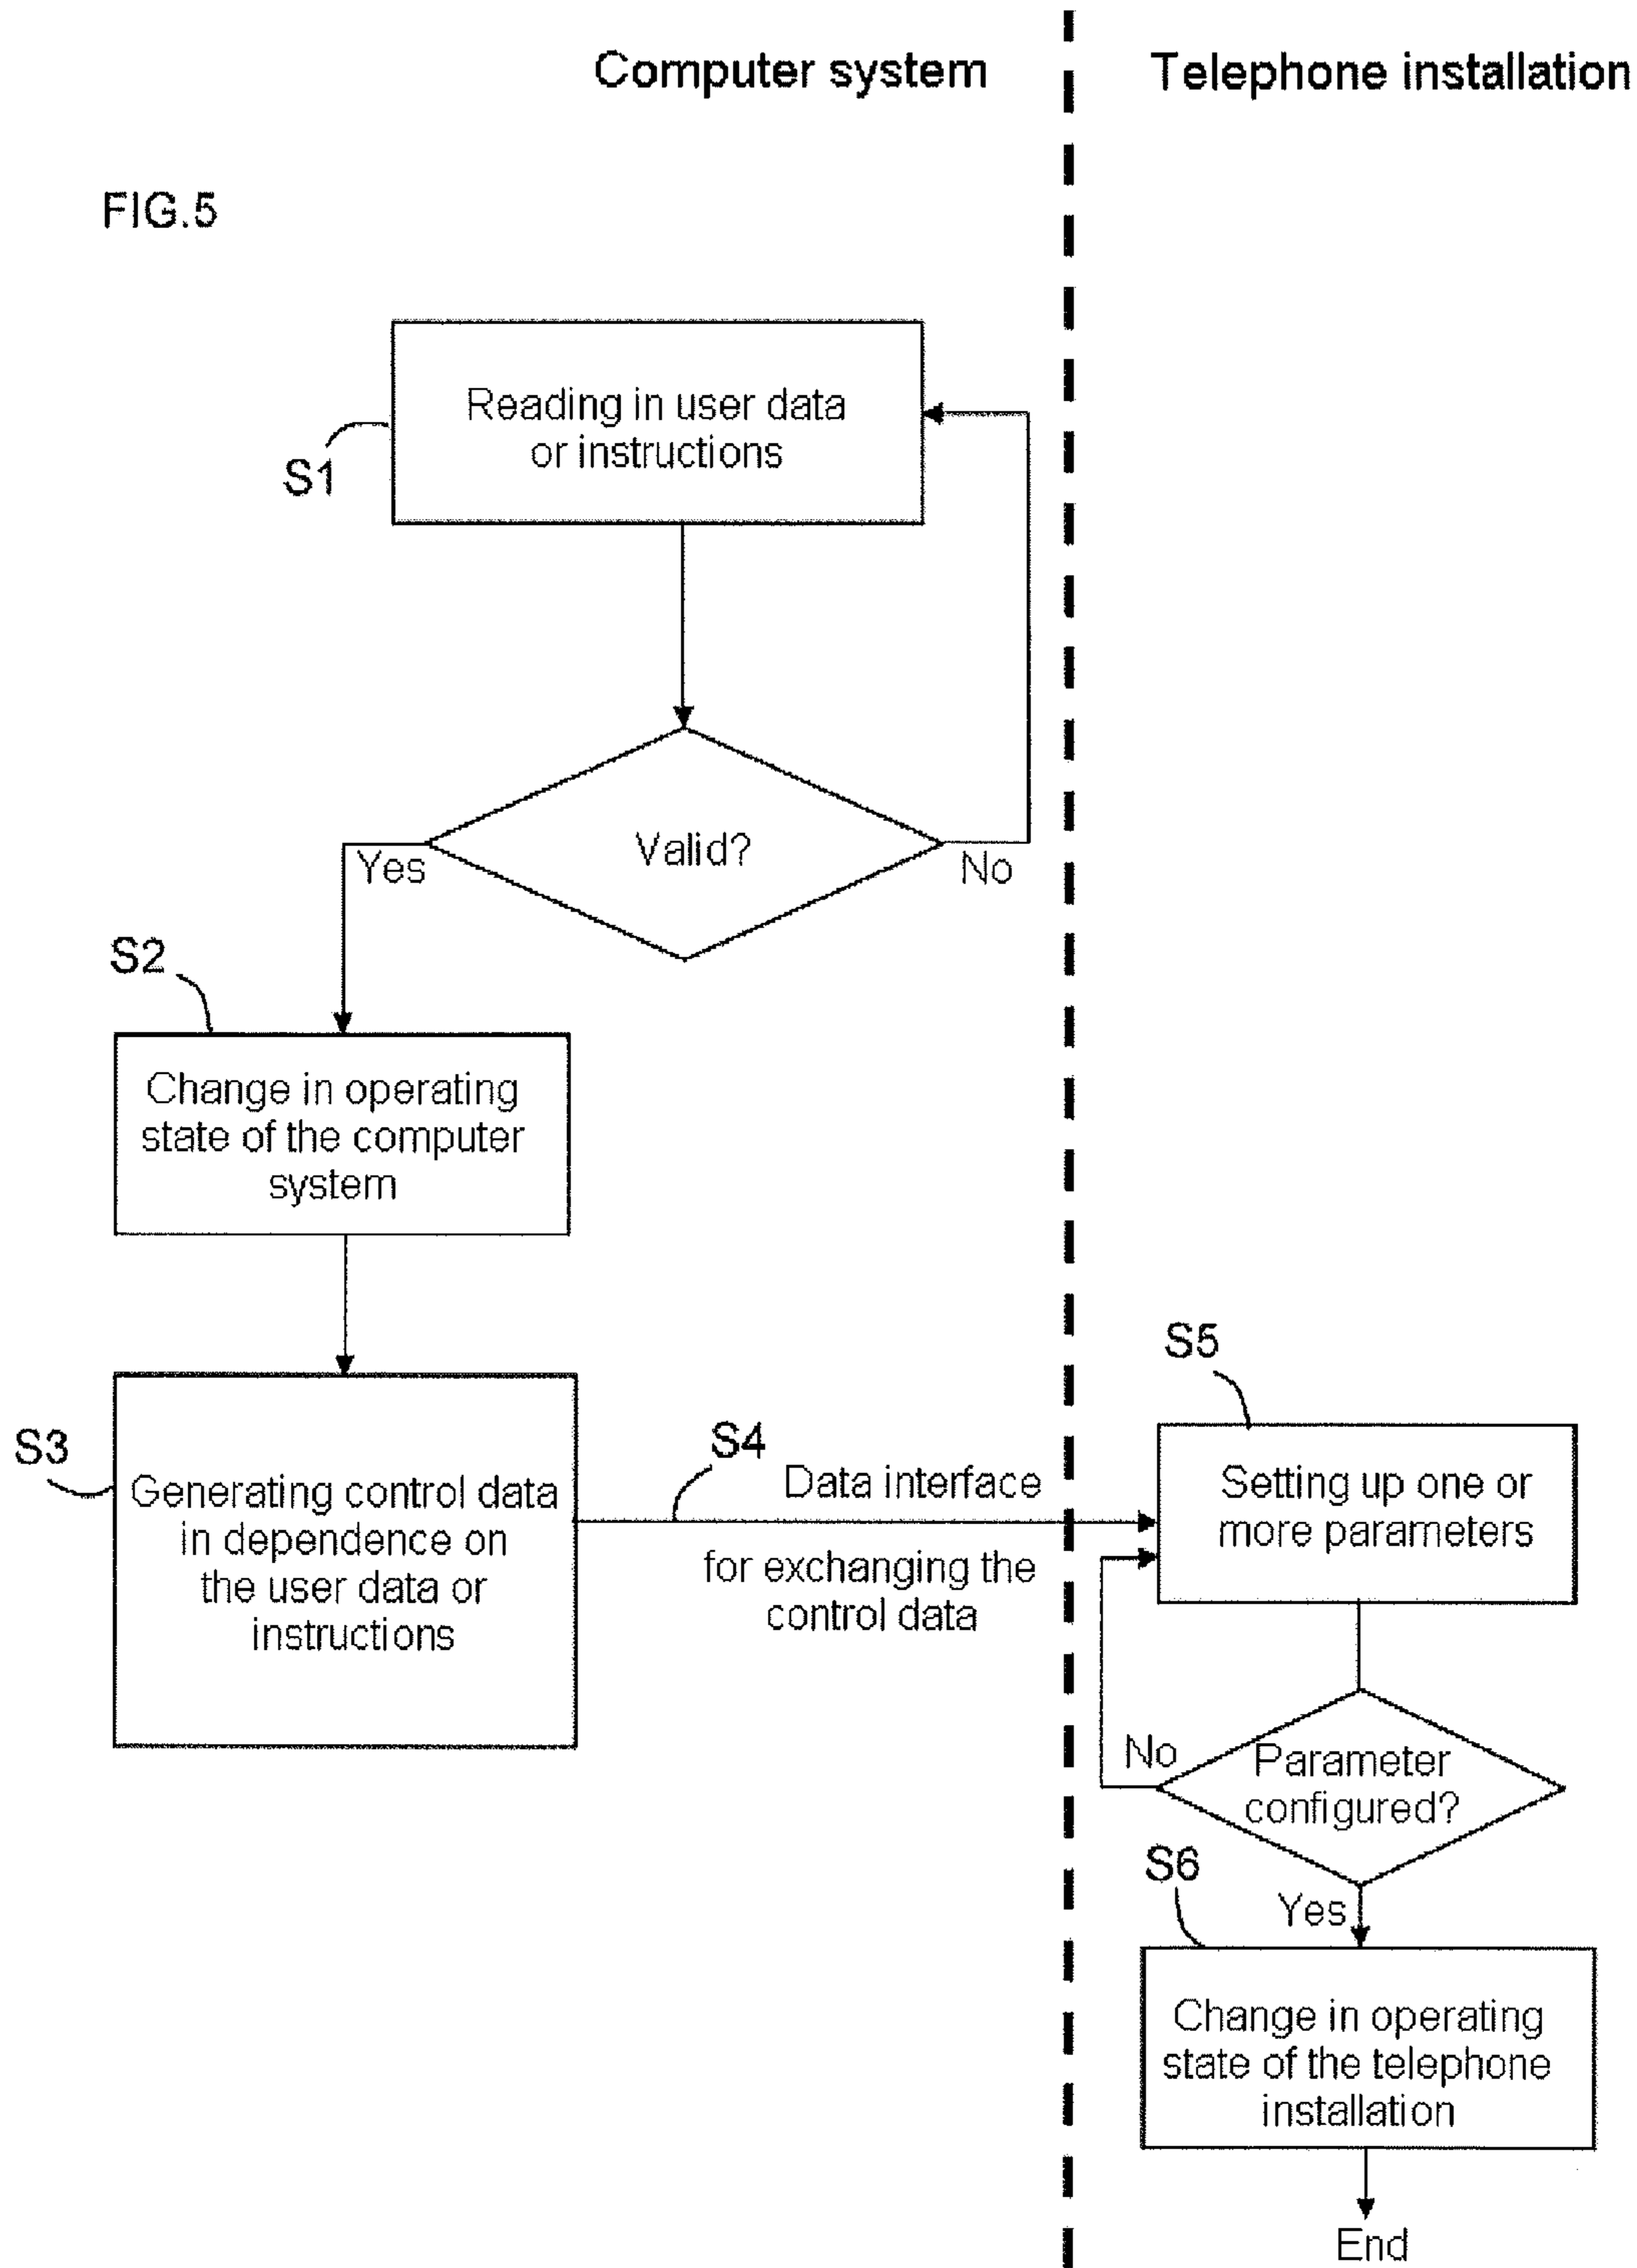 Computer system
Telephone installation
FIG.5
Reading in user data
or instructions
S1
Valid?
Yes
No
S2
Change in operating
state of the computer
system
S3
Generating control data
in dependence on
the user data or
instructions
S4
Data interface
for exchanging the
control data
S5
Setting up one or
more parameters
No
Parameter
configured?
S6
Yes
Change in operating
state of the telephone
installation
End